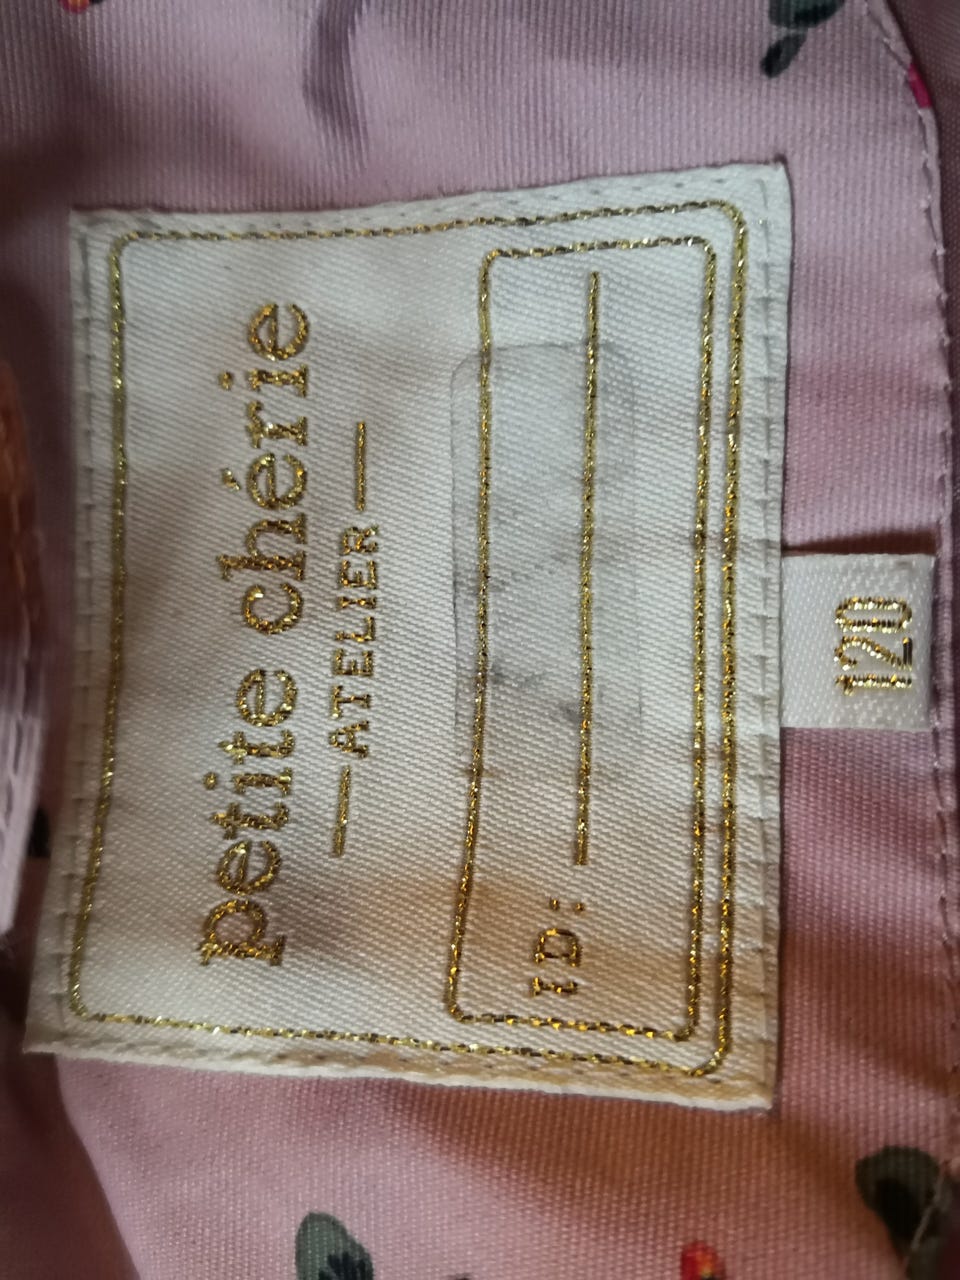 petite chérie
ATELIER
ID:
120